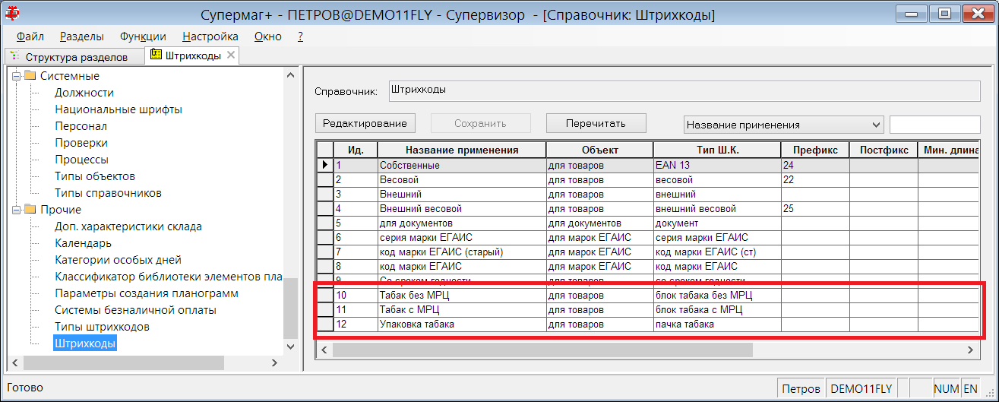 Супермаг+ - ПЕТРОВ@DEMO11FLY - Супервизор - [Справочник: Штрихкоды]
Файл Разделы Функции Настройка Окно ?
Структура разделов Штрихкоды
Системные
Должности
Национальные шрифты
Персонал
Проверки
Процессы
Типы объектов
Типы справочников
Прочие
Доп. характеристики склада
Календарь
Категории особых дней
Классификатор библиотеки элементов пла
Параметры создания планограмм
Системы безналичной оплаты
Типы штрихкодов
Штрихкоды
Справочник: Штрихкоды
Редактирование Сохранить Перечитать Название применения
Ид. Название применения Объект Тип Ш.К. Префикс Постфикс Мин. длина
1 Собственные для товаров EAN 13 24
2 Весовой для товаров весовой 22
3 Внешний для товаров внешний
4 Внешний весовой для товаров внешний весовой 25
5 для документов для документов документ
6 серия марки ЕГАИС для марок ЕГАИС серия марки ЕГАИС
7 код марки ЕГАИС (старый) для марок ЕГАИС код марки ЕГАИС (ст)
8 код марки ЕГАИС для марок ЕГАИС код марки ЕГАИС
9 Со сроком годности для товаров со сроком годности
10 Табак без МРЦ для товаров блок табака без МРЦ
11 Табак с МРЦ для товаров блок табака с МРЦ
12 Упаковка табака для товаров пачка табака
Готово Петров DEMO11FLY NUM EN